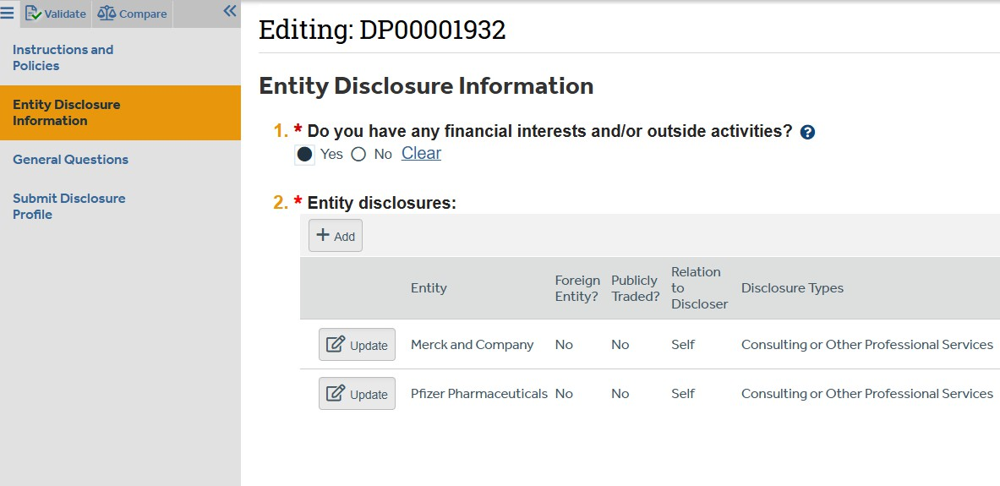 Validate Compare
Instructions and
Policies
Entity Disclosure
Information
General Questions
Submit Disclosure
Profile
Editing: DP00001932
Entity Disclosure Information
1. * Do you have any financial interests and/or outside activities? ?
Yes No Clear
2. * Entity disclosures:
+ Add
Entity Foreign Entity? Publicly Traded? Relation to Discloser Disclosure Types
Update Merck and Company No No Self Consulting or Other Professional Services
Update Pfizer Pharmaceuticals No No Self Consulting or Other Professional Services